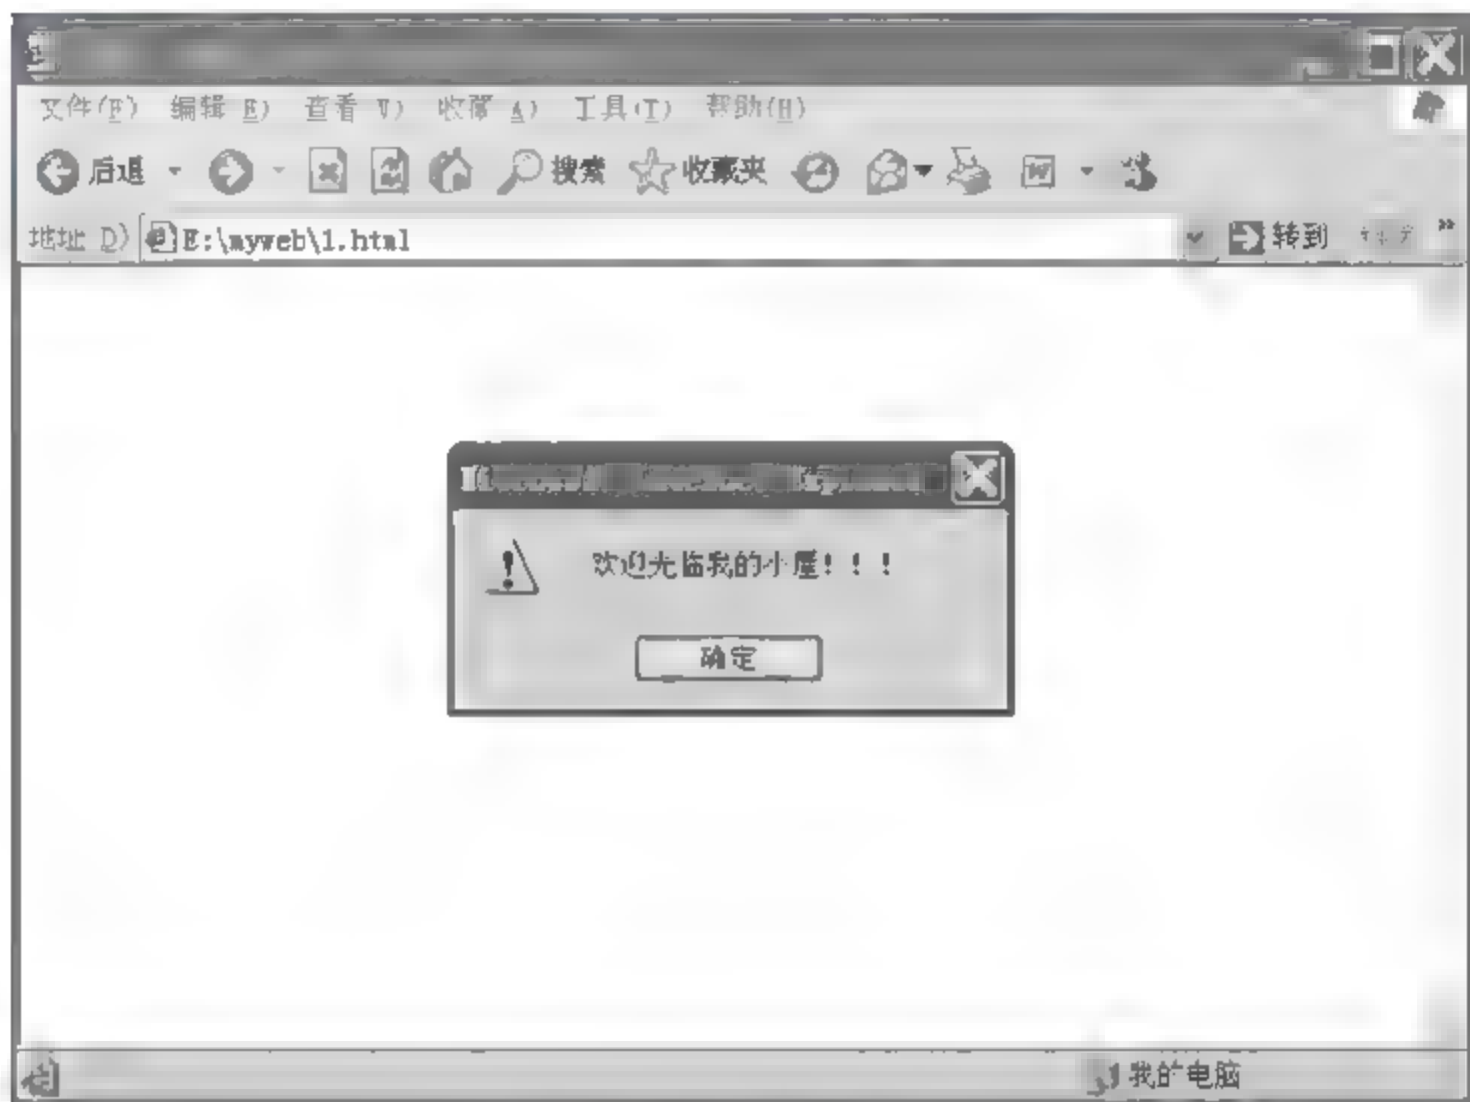 文件(F) 编辑 E) 查看 V) 收藏 A) 工具(T) 帮助(H)
后退 搜索 收藏夹
地址 D) E:\myweb\1.html 转到 »
欢迎光临我的小屋!!!
确定
我的电脑